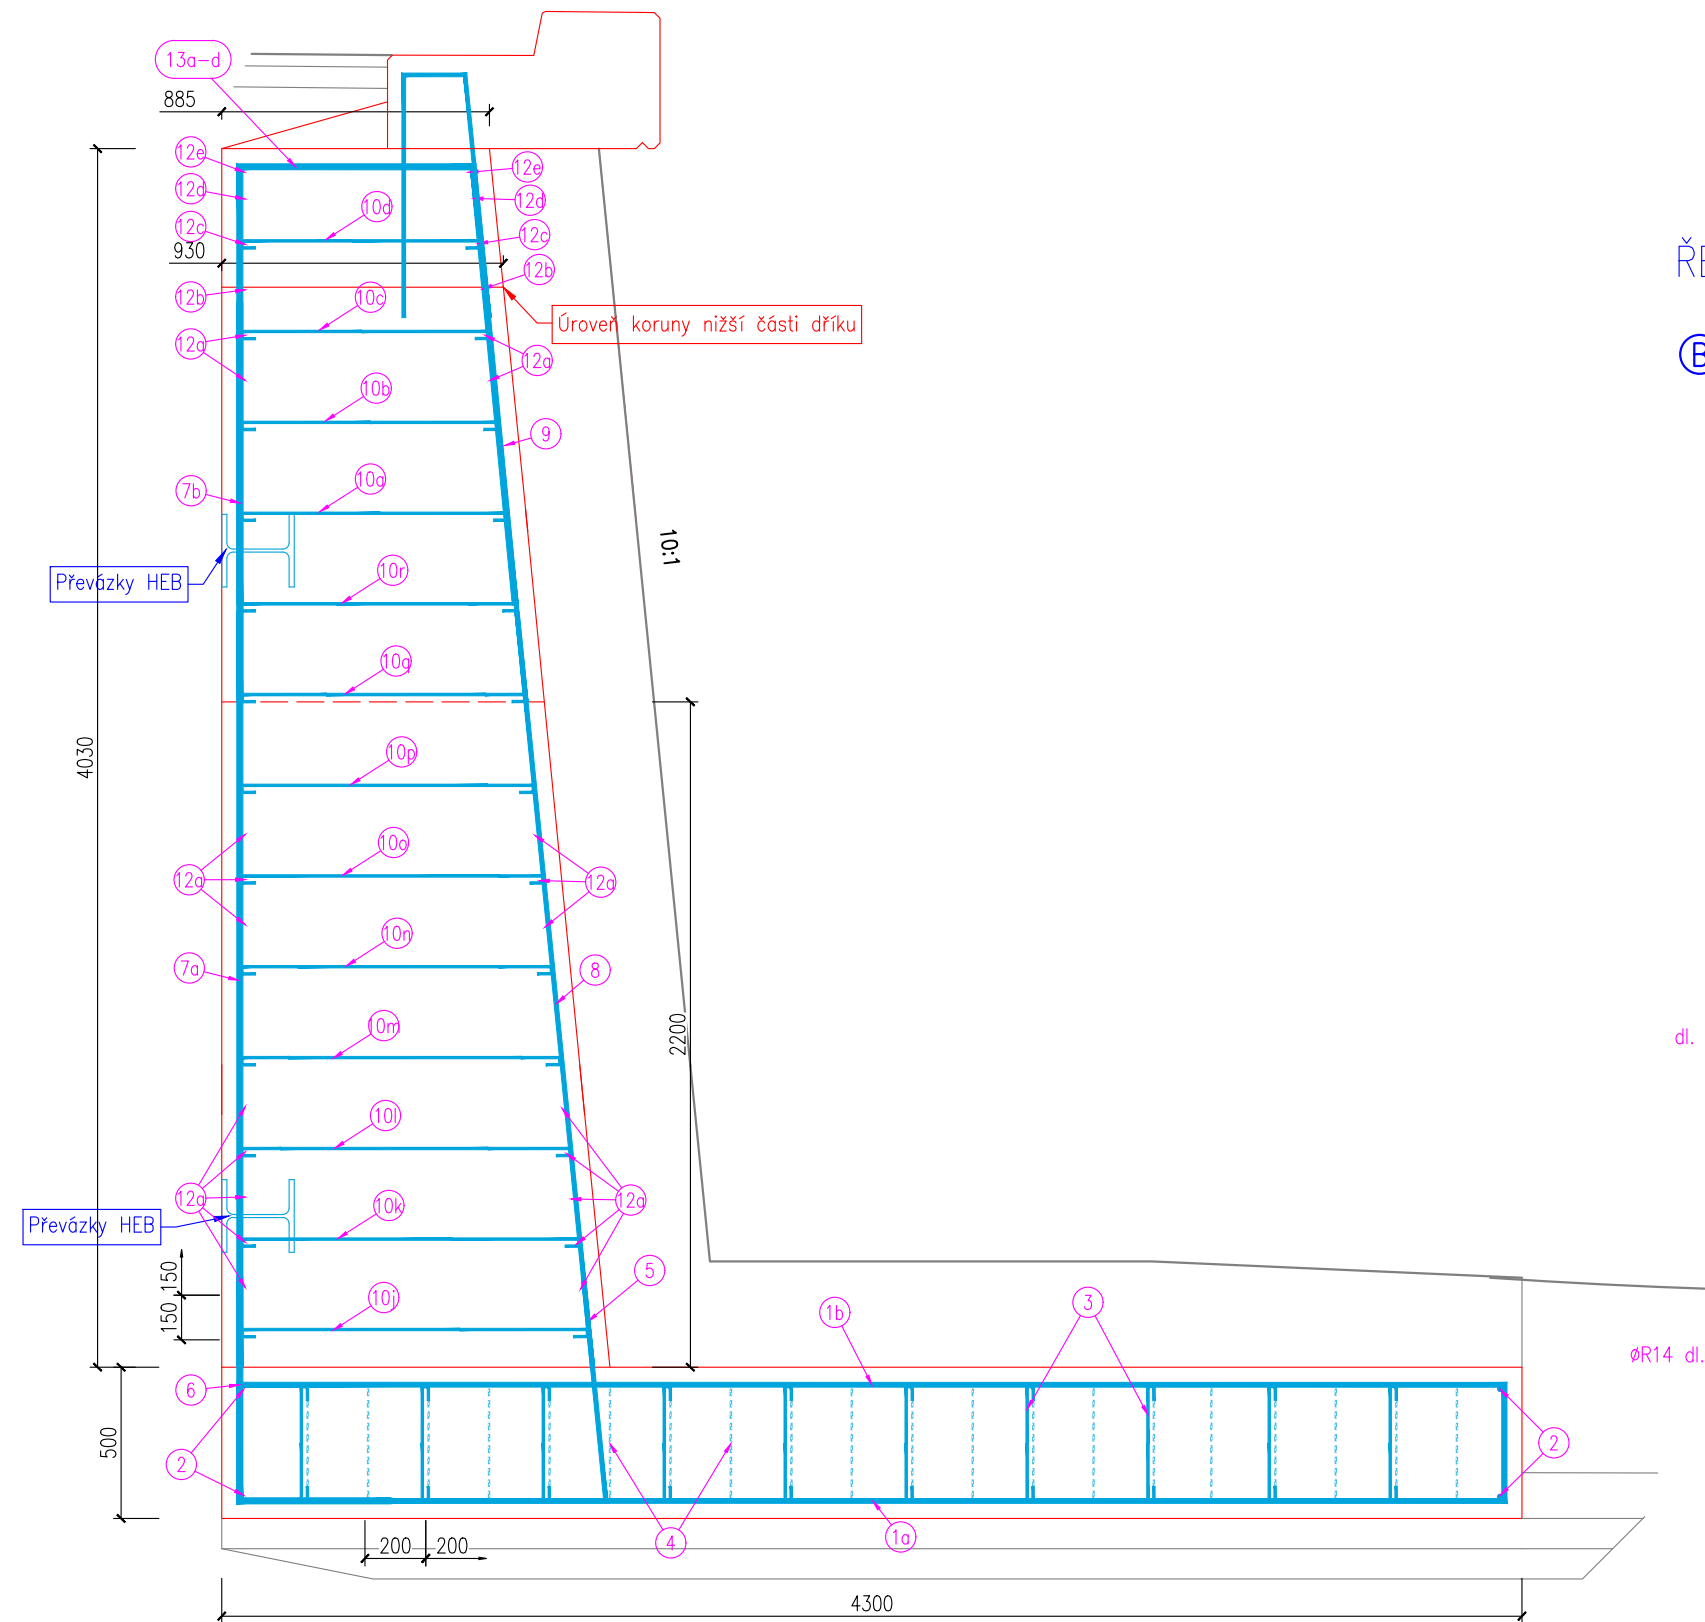 13a-d
885
12e
12e
12d
12d
10d
12c
12c
930
12b
12b
10c
Úroveň koruny nižší části dříku
12a
12a
10b
9
10a
7b
10:1
10r
Převázky HEB
10q
4030
10p
10o
12a
12a
10n
7a
8
2200
10m
dl.
10l
12a
12a
10k
Převázky HEB
150
5
150
10j
3
1b
øR14 dl.
6
500
2
2
4
1a
200
200
4300